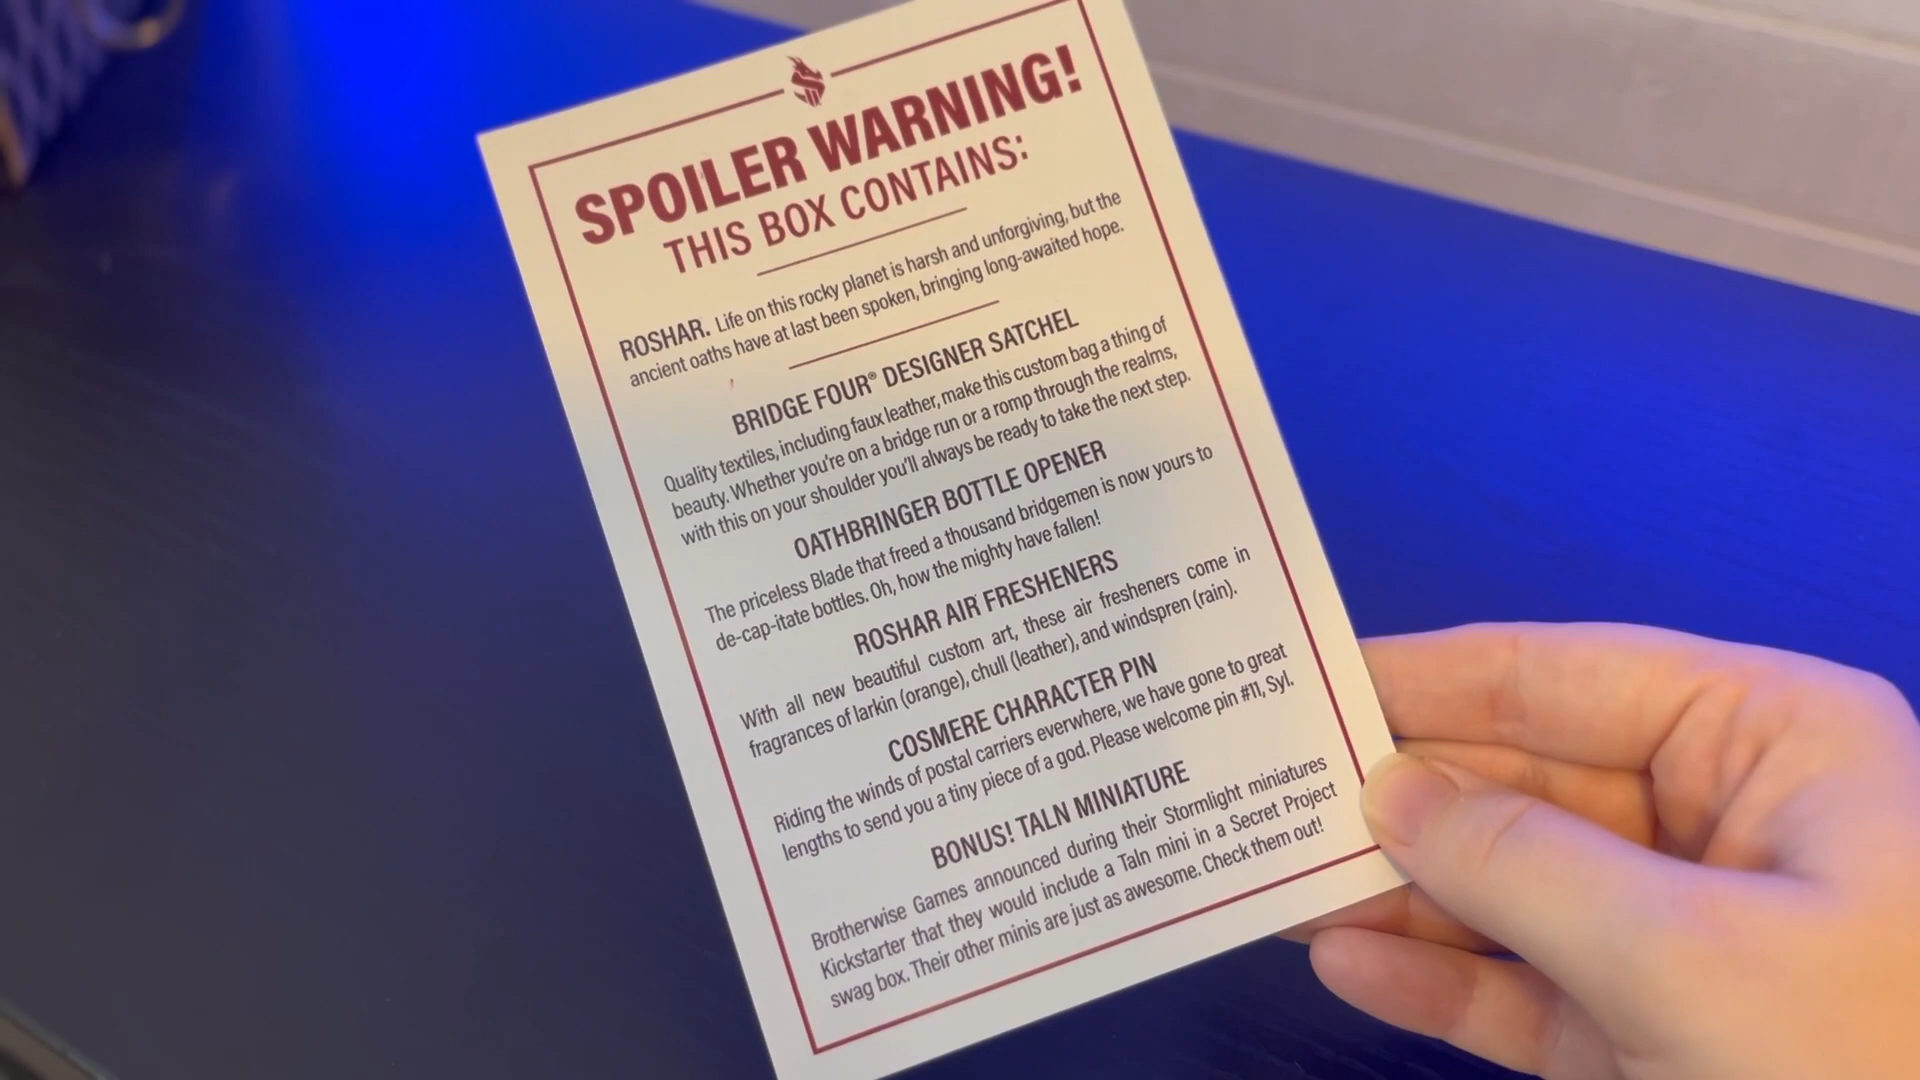 SPOILER WARNING!
THIS BOX CONTAINS:
ROSHAR. Life on this rocky planet is harsh and unforgiving, but the
ancient oaths have at last been spoken, bringing long-awaited hope.
BRIDGE FOUR® DESIGNER SATCHEL
Quality textiles, including faux leather, make this custom bag a thing of
beauty. Whether you're on a bridge run or a romp through the realms,
with this on your shoulder you'll always be ready to take the next step.
OATHBRINGER BOTTLE OPENER
The priceless Blade that freed a thousand bridgemen is now yours to
de-cap-itate bottles. Oh, how the mighty have fallen!
ROSHAR AIR FRESHENERS
With all new beautiful custom art, these air fresheners come in
fragrances of larkin (orange), chull (leather), and windspren (rain).
COSMERE CHARACTER PIN
Riding the winds of postal carriers everwhere, we have gone to great
lengths to send you a tiny piece of a god. Please welcome pin #11, Syl.
BONUS! TALN MINIATURE
Brotherwise Games announced during their Stormlight miniatures
Kickstarter that they would include a Taln mini in a Secret Project
swag box. Their other minis are just as awesome. Check them out!